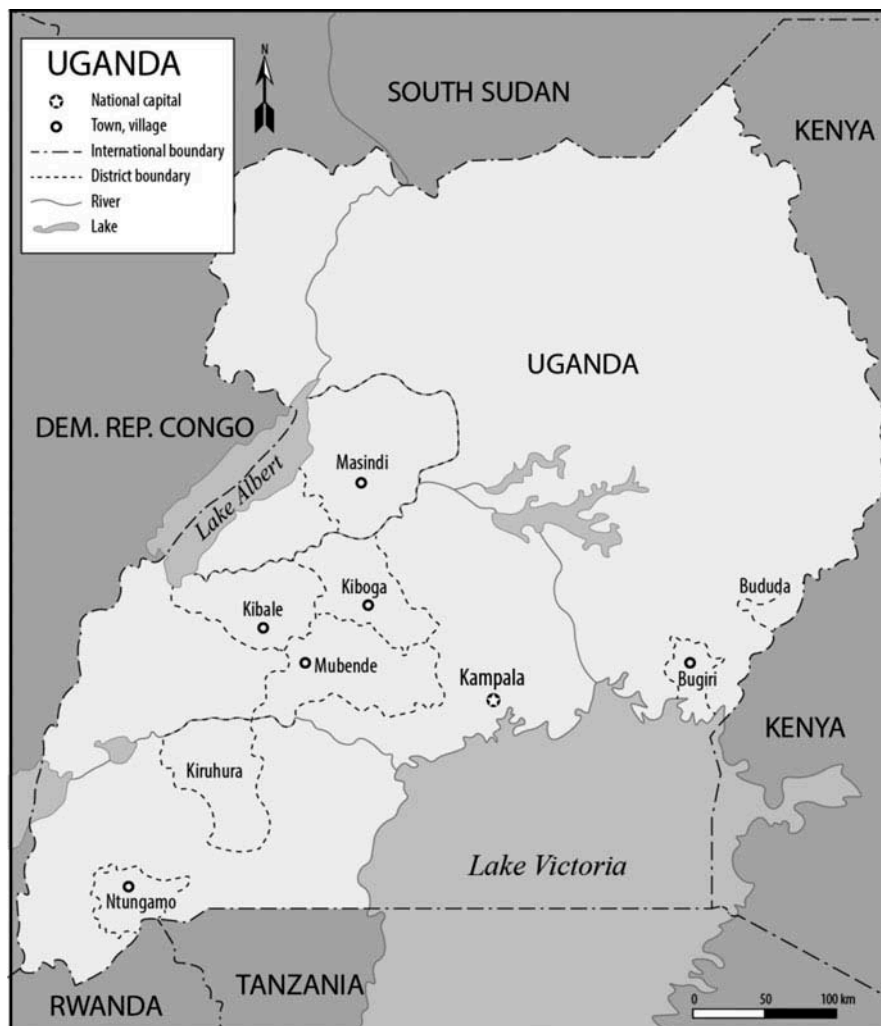 UGANDA
National capital
Town, village
International boundary
District boundary
River
Lake
N
SOUTH SUDAN
KENYA
UGANDA
DEM. REP. CONGO
Masindi
Lake Albert
Kiboga
Kibale
Bududa
Mubende
Kampala
Bugiri
KENYA
Kiruhura
Lake Victoria
Ntungamo
TANZANIA
RWANDA
0 50 100 km